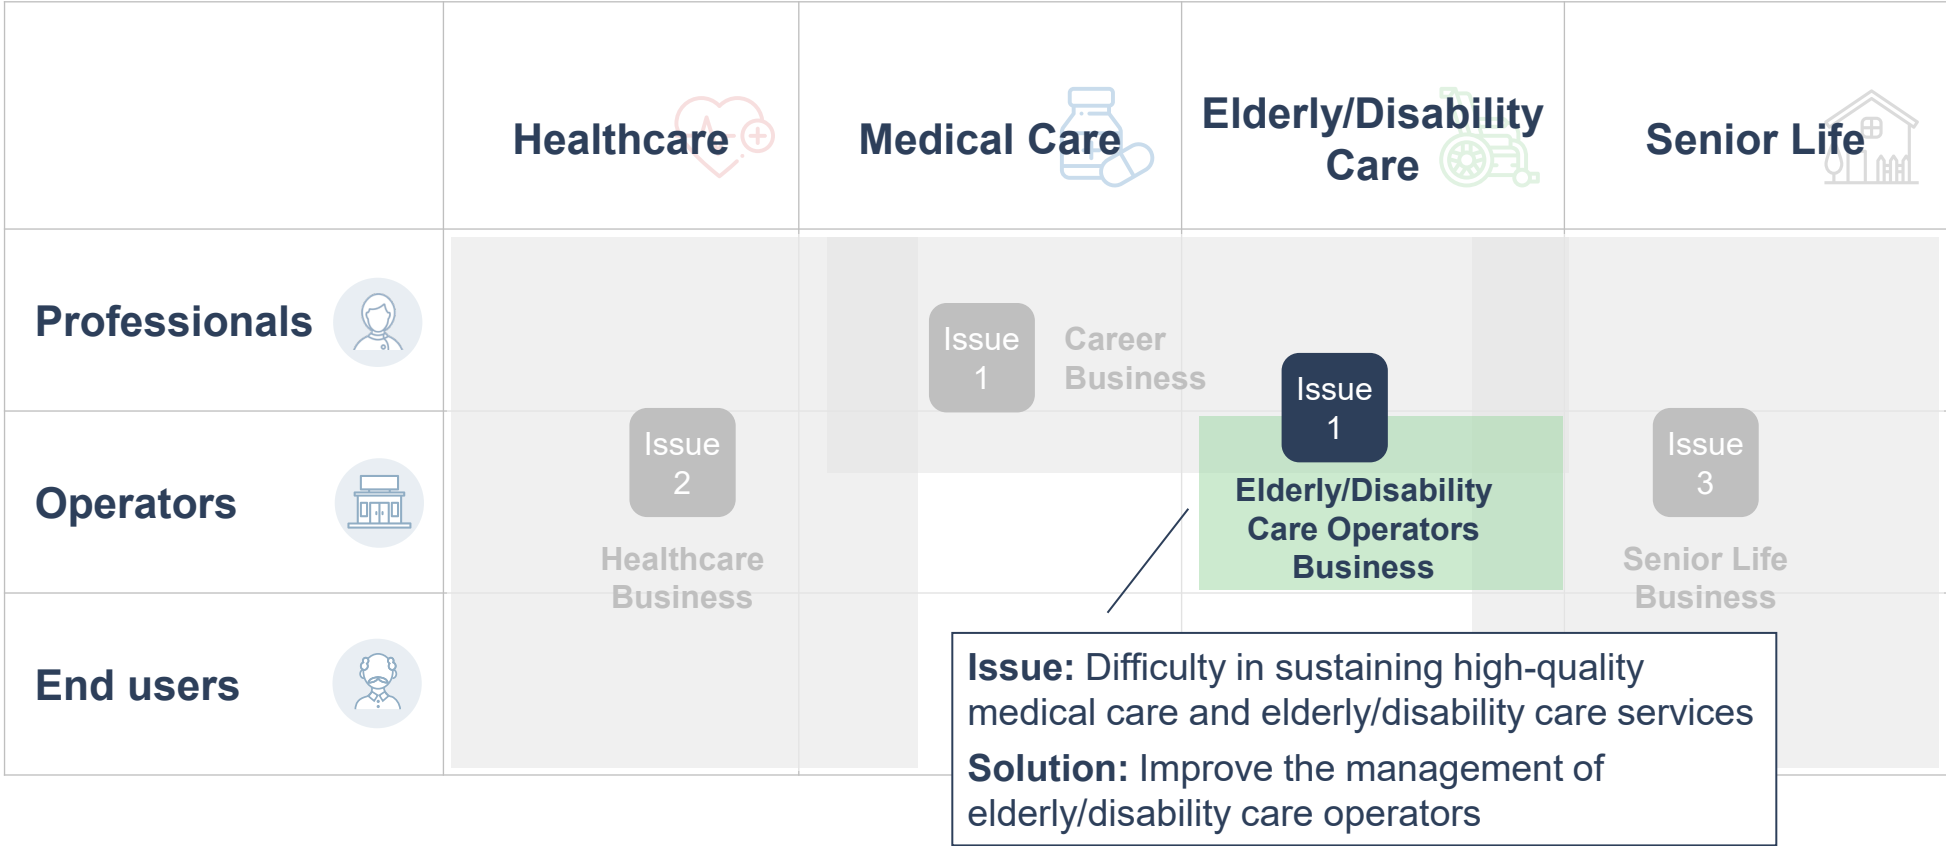 Healthcare
Medical Care
Elderly/Disability
Care
Senior Life
Professionals
Issue
1
Career
Business
Issue
1
Operators
Issue
2
Healthcare
Business
Elderly/Disability
Care Operators
Business
Issue
3
Senior Life
Business
End users
Issue: Difficulty in sustaining high-quality
medical care and elderly/disability care services
Solution: Improve the management of
elderly/disability care operators